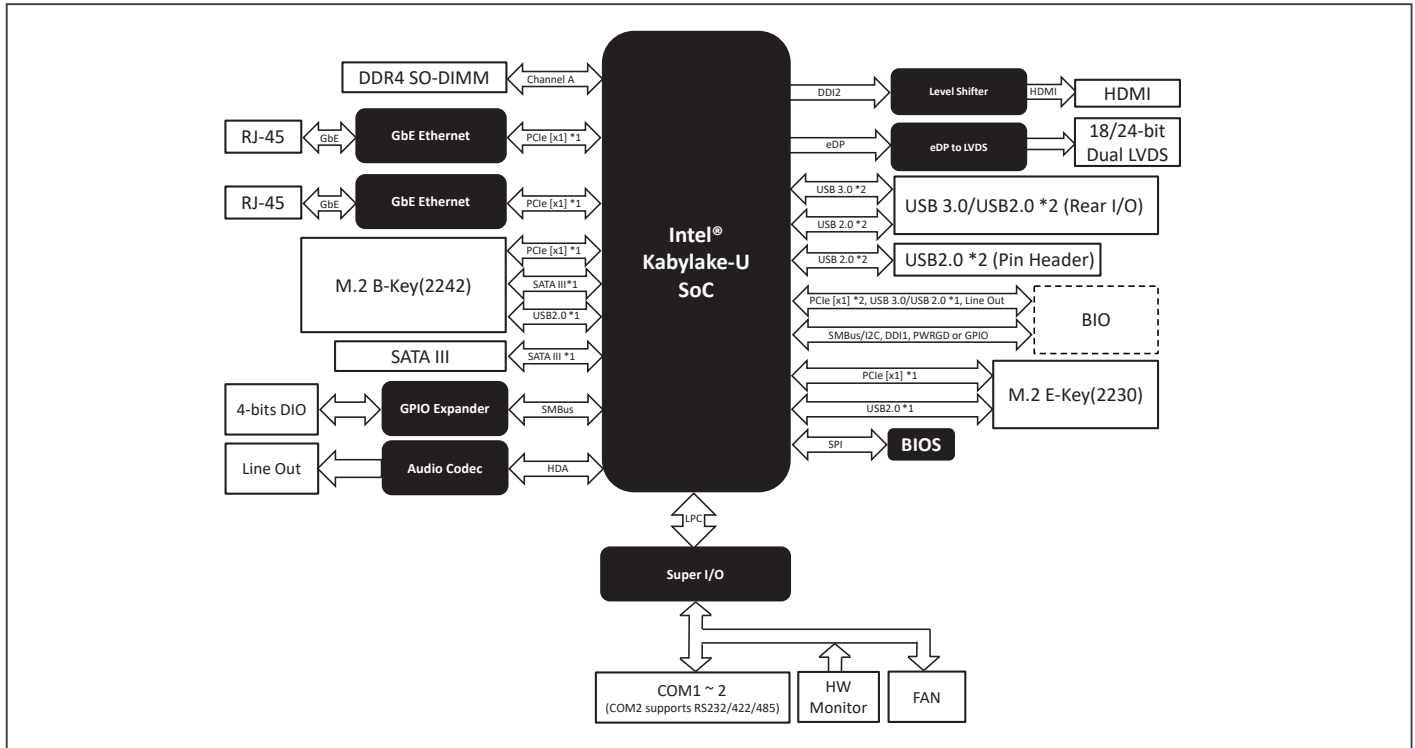 DDR4 SO-DIMM
Channel A
RJ-45
GbE
GbE Ethernet
PCIe [x1] *1
RJ-45
GbE
GbE Ethernet
PCIe [x1] *1
M.2 B-Key(2242)
PCIe [x1] *1
SATA III*1
USB2.0 *1
SATA III
SATA III *1
4-bits DIO
GPIO Expander
SMBus
Line Out
Audio Codec
HDA
Intel®
Kabylake-U
SoC
DDI2
Level Shifter
HDMI
HDMI
eDP
eDP to LVDS
18/24-bit
Dual LVDS
USB 3.0 *2
USB 2.0 *2
USB 3.0/USB2.0 *2 (Rear I/O)
USB 2.0 *2
USB2.0 *2 (Pin Header)
PCIe [x1] *2, USB 3.0/USB 2.0 *1, Line Out
SMBus/I2C, DDI1, PWRGD or GPIO
BIO
PCIe [x1] *1
USB2.0 *1
M.2 E-Key(2230)
SPI
BIOS
LPC
Super I/O
COM1 ~ 2
(COM2 supports RS232/422/485)
HW
Monitor
FAN